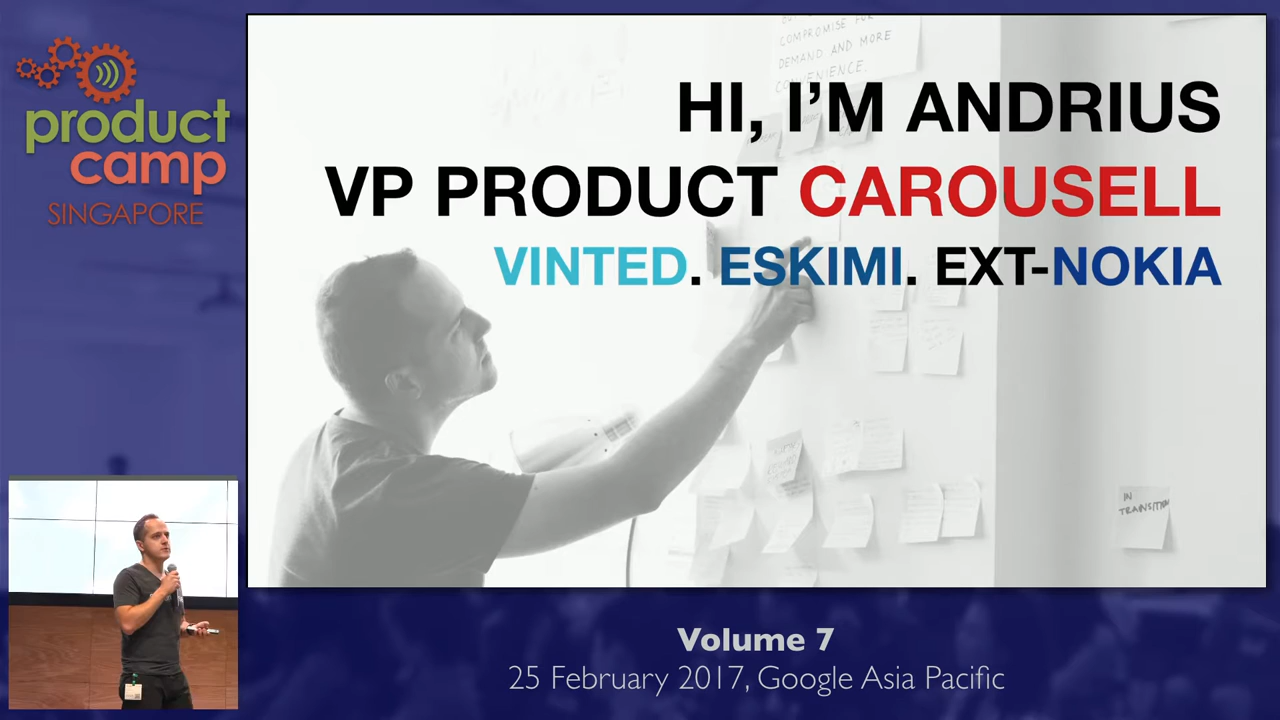 product
camp
SINGAPORE
COMPROMISE FOR
DEMAND AND MORE
CONVENIENCE.
HI, I'M ANDRIUS
VP PRODUCT CAROUSELL
VINTED. ESKIMI. EXT-NOKIA
IN
TRANSITION
Volume 7
25 February 2017, Google Asia Pacific